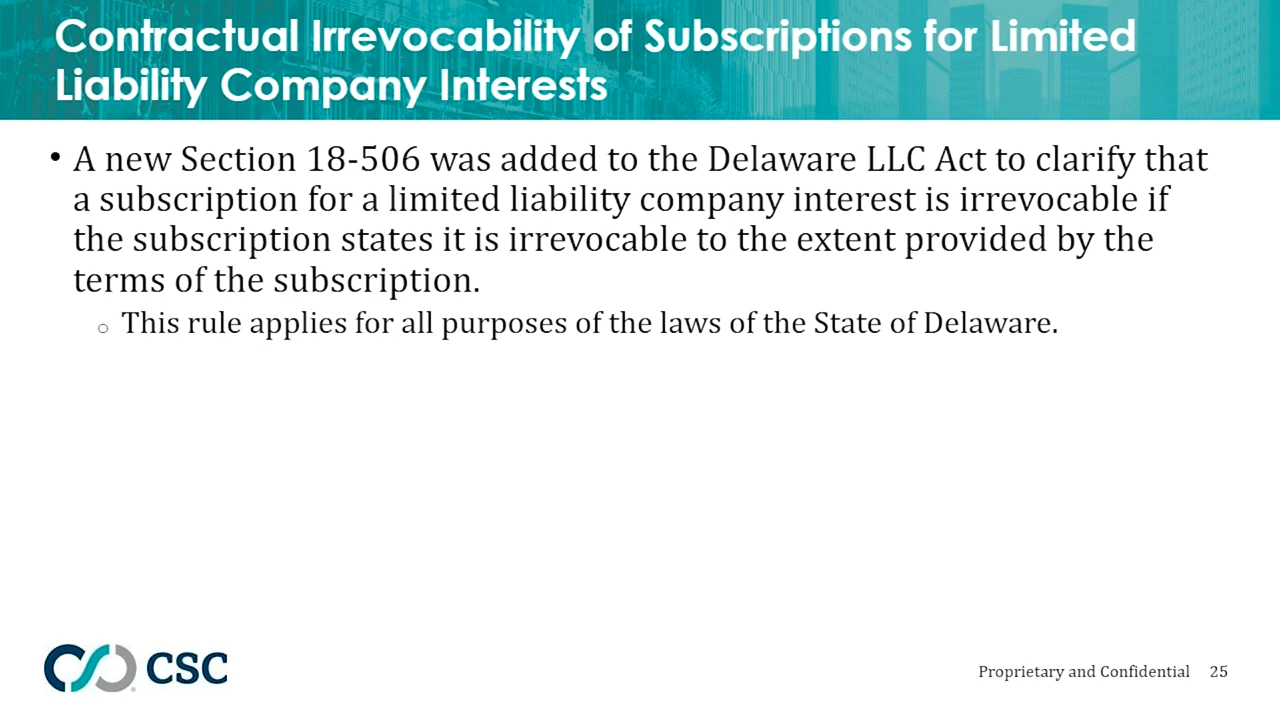 Contractual Irrevocability of Subscriptions for Limited
Liability Company Interests
• A new Section 18-506 was added to the Delaware LLC Act to clarify that
a subscription for a limited liability company interest is irrevocable if
the subscription states it is irrevocable to the extent provided by the
terms of the subscription.
○ This rule applies for all purposes of the laws of the State of Delaware.
CSC
Proprietary and Confidential 25